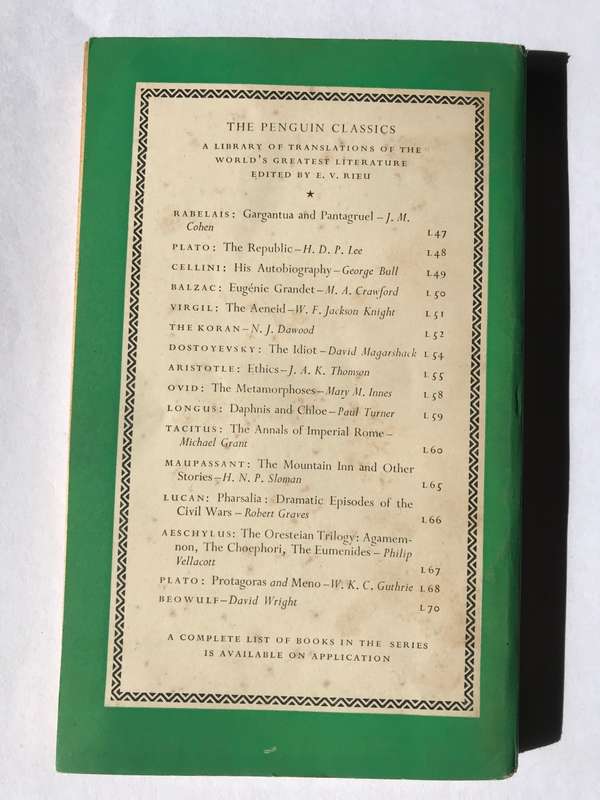 THE PENGUIN CLASSICS
A LIBRARY OF TRANSLATIONS OF THE
WORLD'S GREATEST LITERATURE
EDITED BY E. V. RIEU
★
RABELAIS: Gargantua and Pantagruel – J. M.
Cohen L47
PLATO: The Republic – H. D. P. Lee L48
CELLINI: His Autobiography – George Bull L49
BALZAC: Eugénie Grandet – M. A. Crawford L50
VIRGIL: The Aeneid – W. F. Jackson Knight L51
THE KORAN – N. J. Dawood L52
DOSTOYEVSKY: The Idiot – David Magarshack L54
ARISTOTLE: Ethics – J. A. K. Thomson L55
OVID: The Metamorphoses – Mary M. Innes L58
LONGUS: Daphnis and Chloe – Paul Turner L59
TACITUS: The Annals of Imperial Rome –
Michael Grant L60
MAUPASSANT: The Mountain Inn and Other
Stories – H. N. P. Sloman L65
LUCAN: Pharsalia: Dramatic Episodes of the
Civil Wars – Robert Graves L66
AESCHYLUS: The Oresteian Trilogy: Agamem-
non, The Choephori, The Eumenides – Philip
Vellacott L67
PLATO: Protagoras and Meno – W. K. C. Guthrie L68
BEOWULF – David Wright L70
A COMPLETE LIST OF BOOKS IN THE SERIES
IS AVAILABLE ON APPLICATION